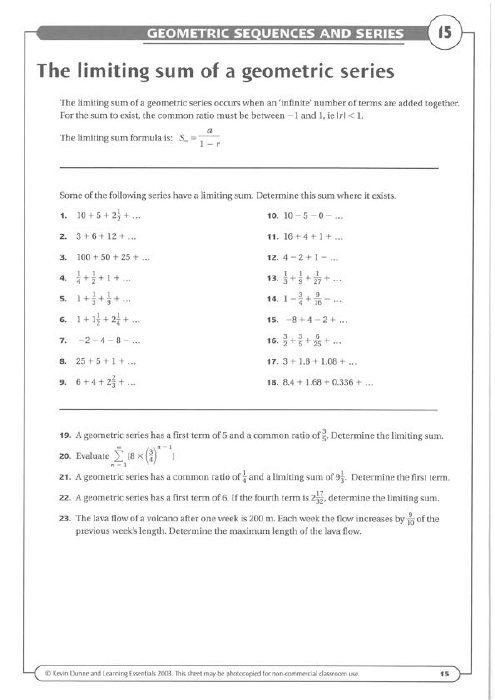 GEOMETRIC SEQUENCES AND SERIES
15
The limiting sum of a geometric series
The limiting sum of a geometric series occurs when an 'infinite' number of terms are added together.
For the sum to exist, the common ratio must be between −1 and 1, ie |r| < 1.
The limiting sum formula is: S∞ = a/(1 − r)
Some of the following series have a limiting sum. Determine this sum where it exists.
1. 10 + 5 + 2½ + ...
10. 10 − 5 − 0 − ...
2. 3 + 6 + 12 + ...
11. 16 + 4 + 1 + ...
3. 100 + 50 + 25 + ...
12. 4 − 2 + 1 − ...
4. ¼ + ½ + 1 + ...
13. 1/3 + 1/9 + 1/27 + ...
5. 1 + 1/3 + 1/9 + ...
14. 1 − 3/4 + 9/16 − ...
6. 1 + 1½ + 2¼ + ...
15. −8 + 4 − 2 + ...
7. −2 − 4 − 8 − ...
16. 3/2 + 3/5 + 6/25 + ...
8. 25 + 5 + 1 + ...
17. 3 + 1.8 + 1.08 + ...
9. 6 + 4 + 2 2/3 + ...
18. 8.4 + 1.68 + 0.336 + ...
19. A geometric series has a first term of 5 and a common ratio of 3/5. Determine the limiting sum.
20. Evaluate ∞ Σ n = 1 [8 × (3/4)^(n − 1)]
21. A geometric series has a common ratio of ¼ and a limiting sum of 9 1/3. Determine the first term.
22. A geometric series has a first term of 6. If the fourth term is 2 17/32, determine the limiting sum.
23. The lava flow of a volcano after one week is 200 m. Each week the flow increases by 9/10 of the
previous week's length. Determine the maximum length of the lava flow.
© Kevin Dunne and Learning Essentials 2003. This sheet may be photocopied for non-commercial classroom use.
15